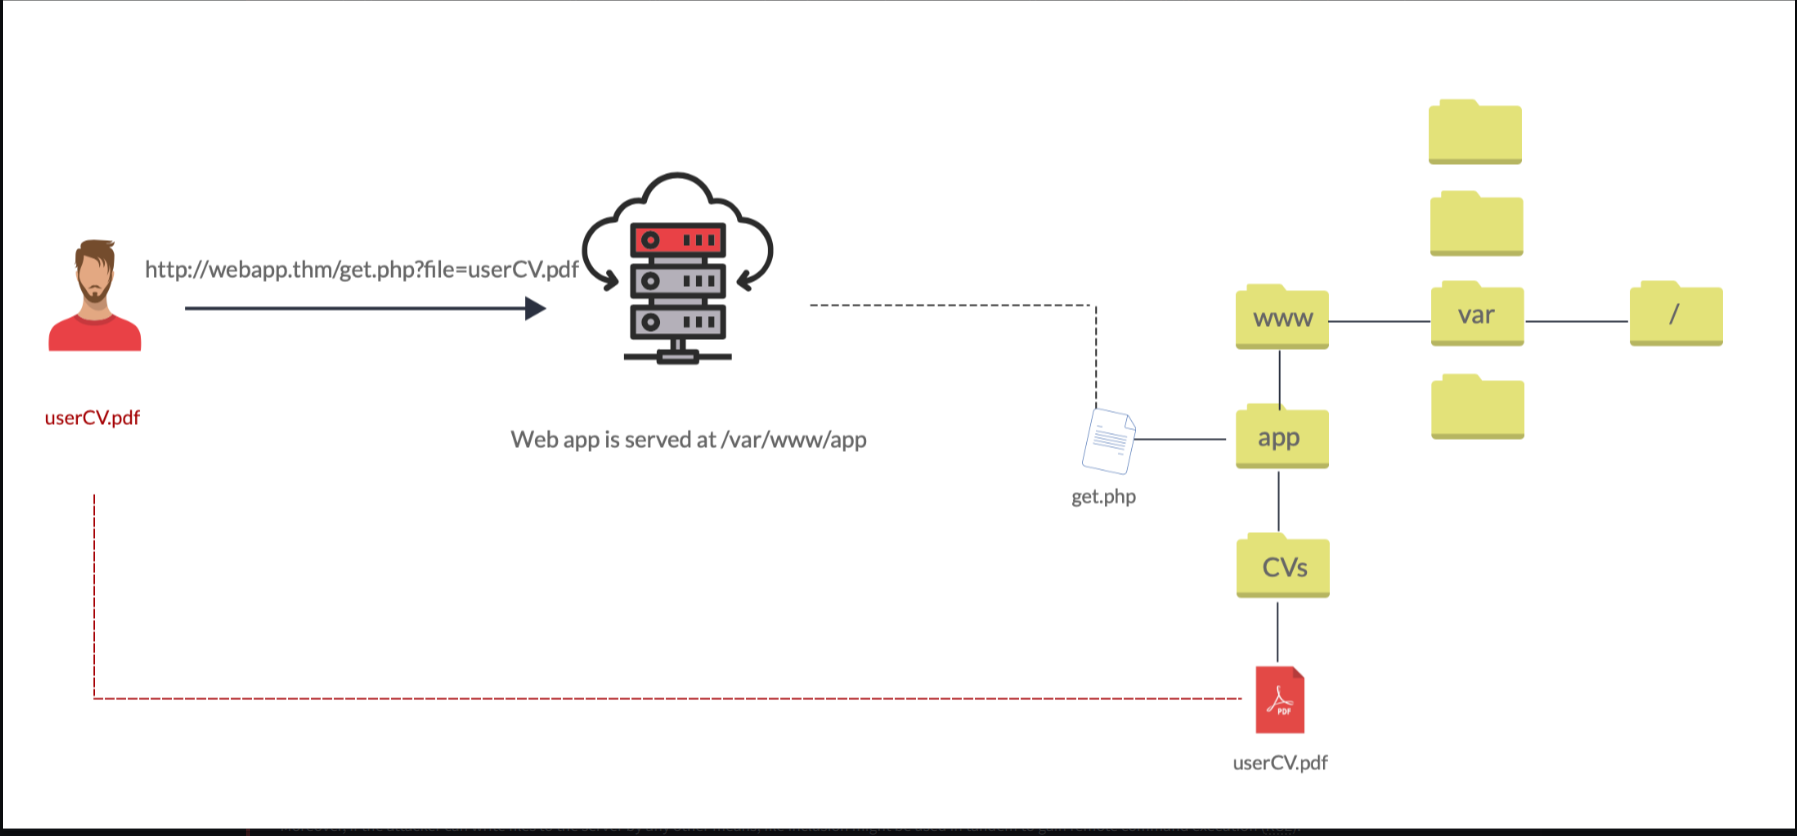 http://webapp.thm/get.php?file=userCV.pdf
userCV.pdf
Web app is served at /var/www/app
www
var
/
app
get.php
CVs
PDF
userCV.pdf